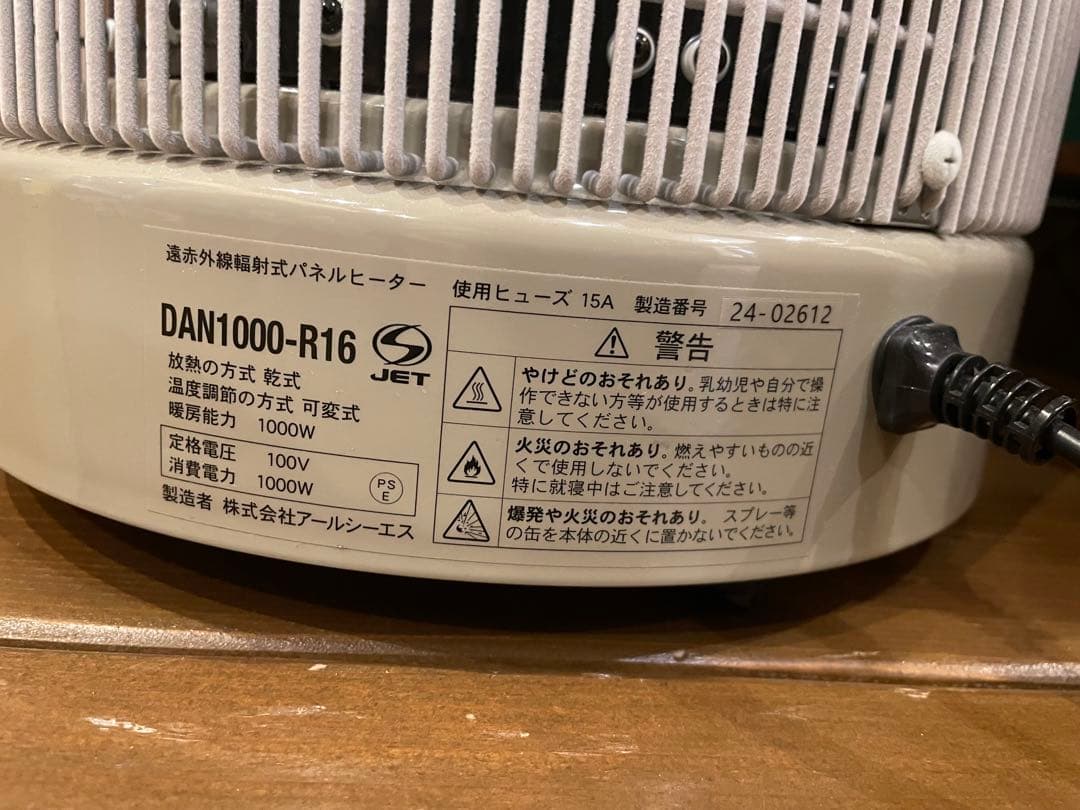 遠赤外線輻射式パネルヒーター
DAN1000-R16
JET
放熱の方式 乾式
温度調節の方式 可変式
暖房能力 1000W
定格電圧 100V
消費電力 1000W
PS
E
製造者 株式会社アールシーエス
使用ヒューズ 15A 製造番号 24-02612
警告
やけどのおそれあり。乳幼児や自分で操
作できない方等が使用するときは特に注
意してください。
火災のおそれあり。燃えやすいものの近
くで使用しないでください。
特に就寝中はご注意してください。
爆発や火災のおそれあり。 スプレー等
の缶を本体の近くに置かないでください。